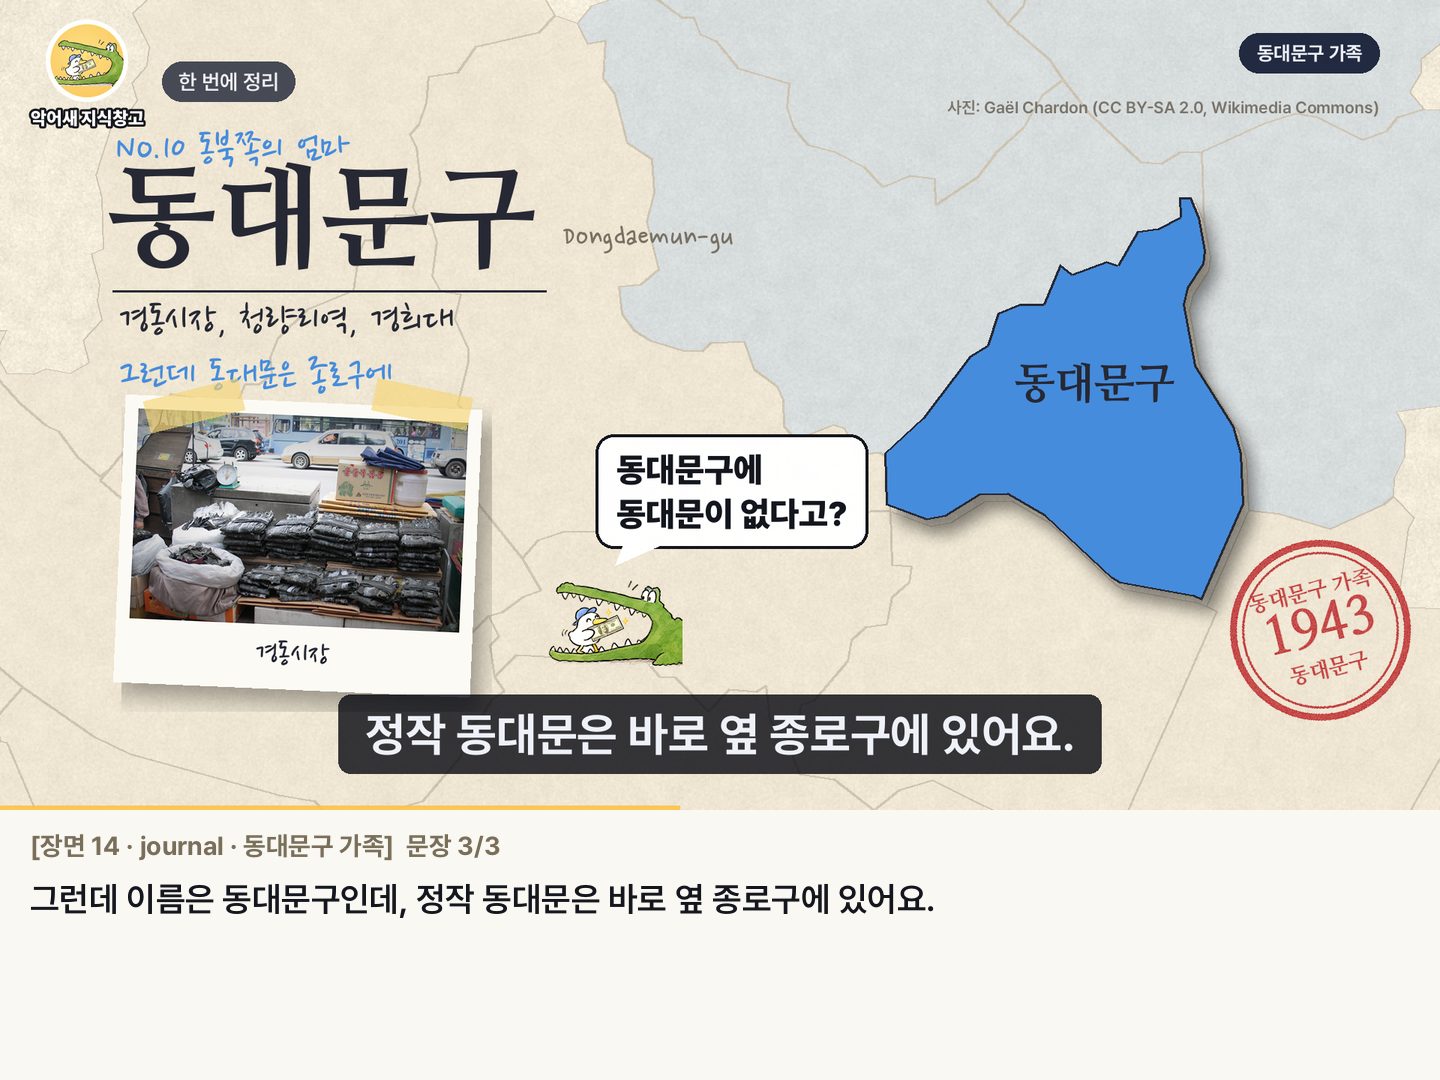 악어새 지식창고
한 번에 정리
동대문구 가족
사진: Gaël Chardon (CC BY-SA 2.0, Wikimedia Commons)
NO.10 동북쪽의 엄마
동대문구
Dongdaemun-gu
경동시장, 청량리역, 경희대
그런데 동대문은 종로구에
동대문구
동대문구에
동대문이 없다고?
경동시장
동대문구 가족
1943
동대문구
정작 동대문은 바로 옆 종로구에 있어요.
[장면 14 · journal · 동대문구 가족] 문장 3/3
그런데 이름은 동대문구인데, 정작 동대문은 바로 옆 종로구에 있어요.